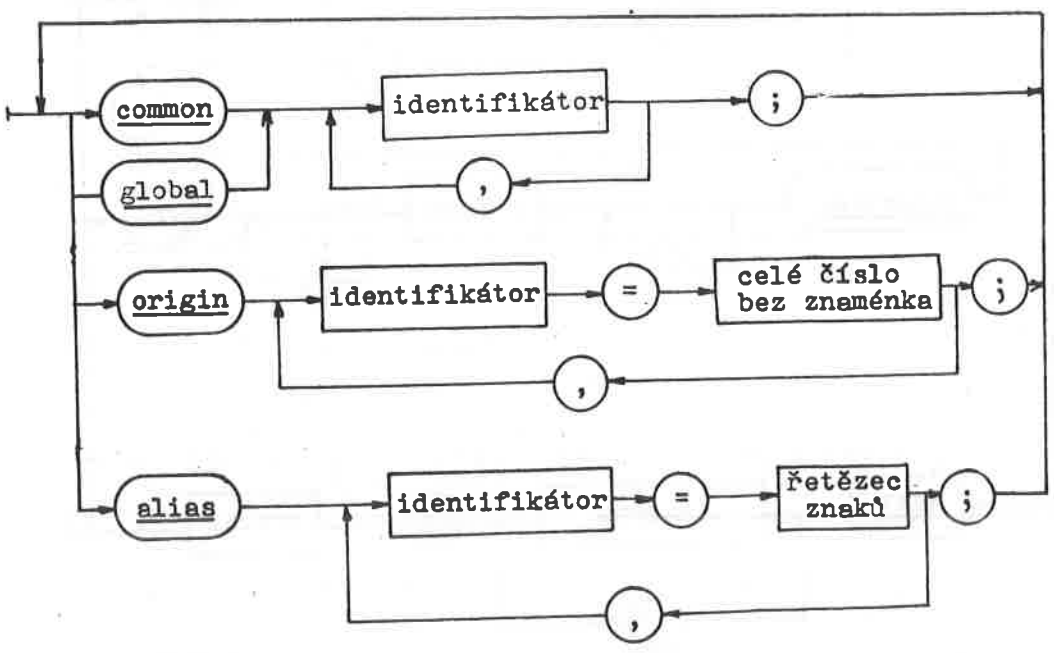 common
identifikátor
;
,
global
origin
identifikátor
=
celé číslo
bez znaménka
;
,
alias
identifikátor
=
řetězec
znaků
;
,